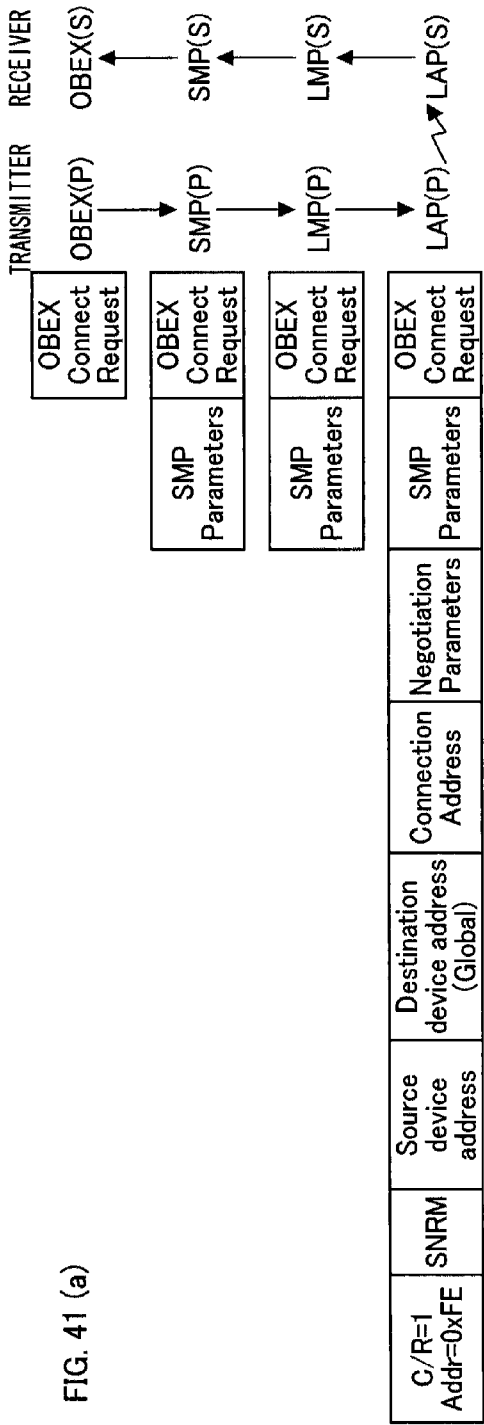 FIG. 41 (a)
TRANSMITTER
RECEIVER
OBEX
Connect
Request
OBEX(P)
OBEX(S)
SMP
Parameters
OBEX
Connect
Request
SMP(P)
SMP(S)
SMP
Parameters
OBEX
Connect
Request
LMP(P)
LMP(S)
C/R=1
Addr=0xFE
SNRM
Source
device
address
Destination
device address
(Global)
Connection
Address
Negotiation
Parameters
SMP
Parameters
OBEX
Connect
Request
LAP(P)
LAP(S)